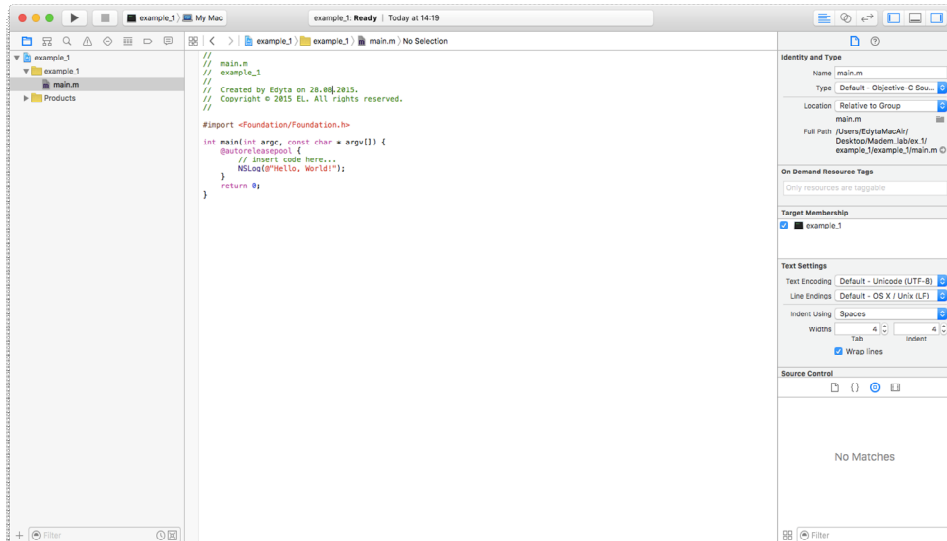 example_1 My Mac
example_1: Ready | Today at 14:19
example_1 example_1 main.m No Selection
example_1
example_1
main.m
Products
Filter
//
// main.m
// example_1
//
// Created by Edyta on 28.08.2015.
// Copyright © 2015 EL. All rights reserved.
//
#import <Foundation/Foundation.h>
int main(int argc, const char * argv[]) {
@autoreleasepool {
// insert code here...
NSLog(@"Hello, World!");
}
return 0;
}
Identity and Type
Name main.m
Type Default - Objective-C Sou...
Location Relative to Group
main.m
Full Path /Users/EdytaMacAir/
Desktop/Madem_lab/ex_1/
example_1/example_1/main.m
On Demand Resource Tags
Only resources are taggable
Target Membership
example_1
Text Settings
Text Encoding Default - Unicode (UTF-8)
Line Endings Default - OS X / Unix (LF)
Indent Using Spaces
Widths 4 4
Tab Indent
Wrap lines
Source Control
No Matches
Filter